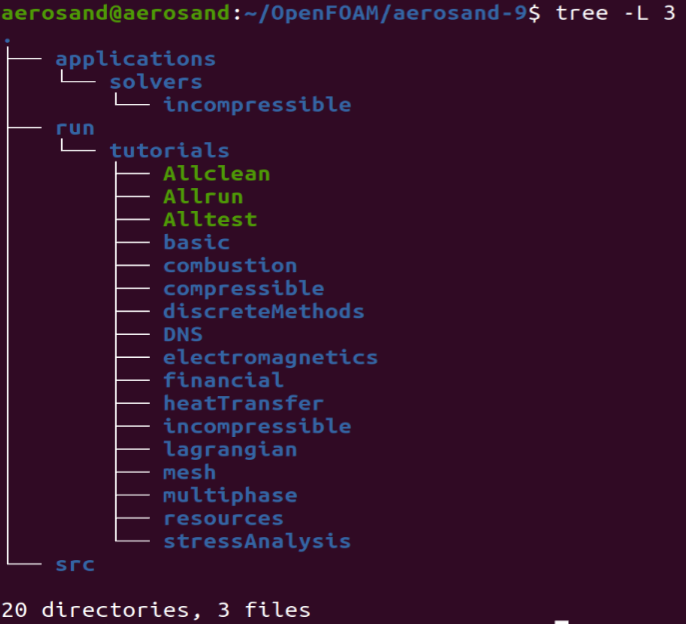 aerosand@aerosand:~/OpenFOAM/aerosand-9$ tree -L 3
.
├── applications
│   └── solvers
│       └── incompressible
├── run
│   └── tutorials
│       ├── Allclean
│       ├── Allrun
│       ├── Alltest
│       ├── basic
│       ├── combustion
│       ├── compressible
│       ├── discreteMethods
│       ├── DNS
│       ├── electromagnetics
│       ├── financial
│       ├── heatTransfer
│       ├── incompressible
│       ├── lagrangian
│       ├── mesh
│       ├── multiphase
│       ├── resources
│       └── stressAnalysis
└── src
20 directories, 3 files